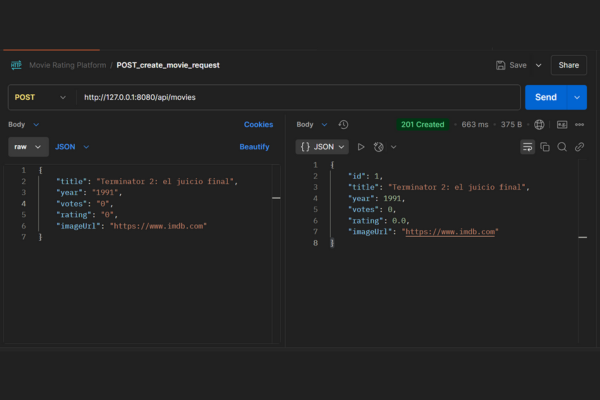 Movie Rating Platform / POST_create_movie_request
Save
Share
POST
http://127.0.0.1:8080/api/movies
Send
Body
Cookies
raw
JSON
Beautify
1 {
2 "title": "Terminator 2: el juicio final",
3 "year": "1991",
4 "votes": "0",
5 "rating": "0",
6 "imageUrl": "https://www.imdb.com"
7 }
Body
201 Created • 663 ms • 375 B
{} JSON
1 {
2 "id": 1,
3 "title": "Terminator 2: el juicio final",
4 "year": 1991,
5 "votes": 0,
6 "rating": 0.0,
7 "imageUrl": "https://www.imdb.com"
8 }